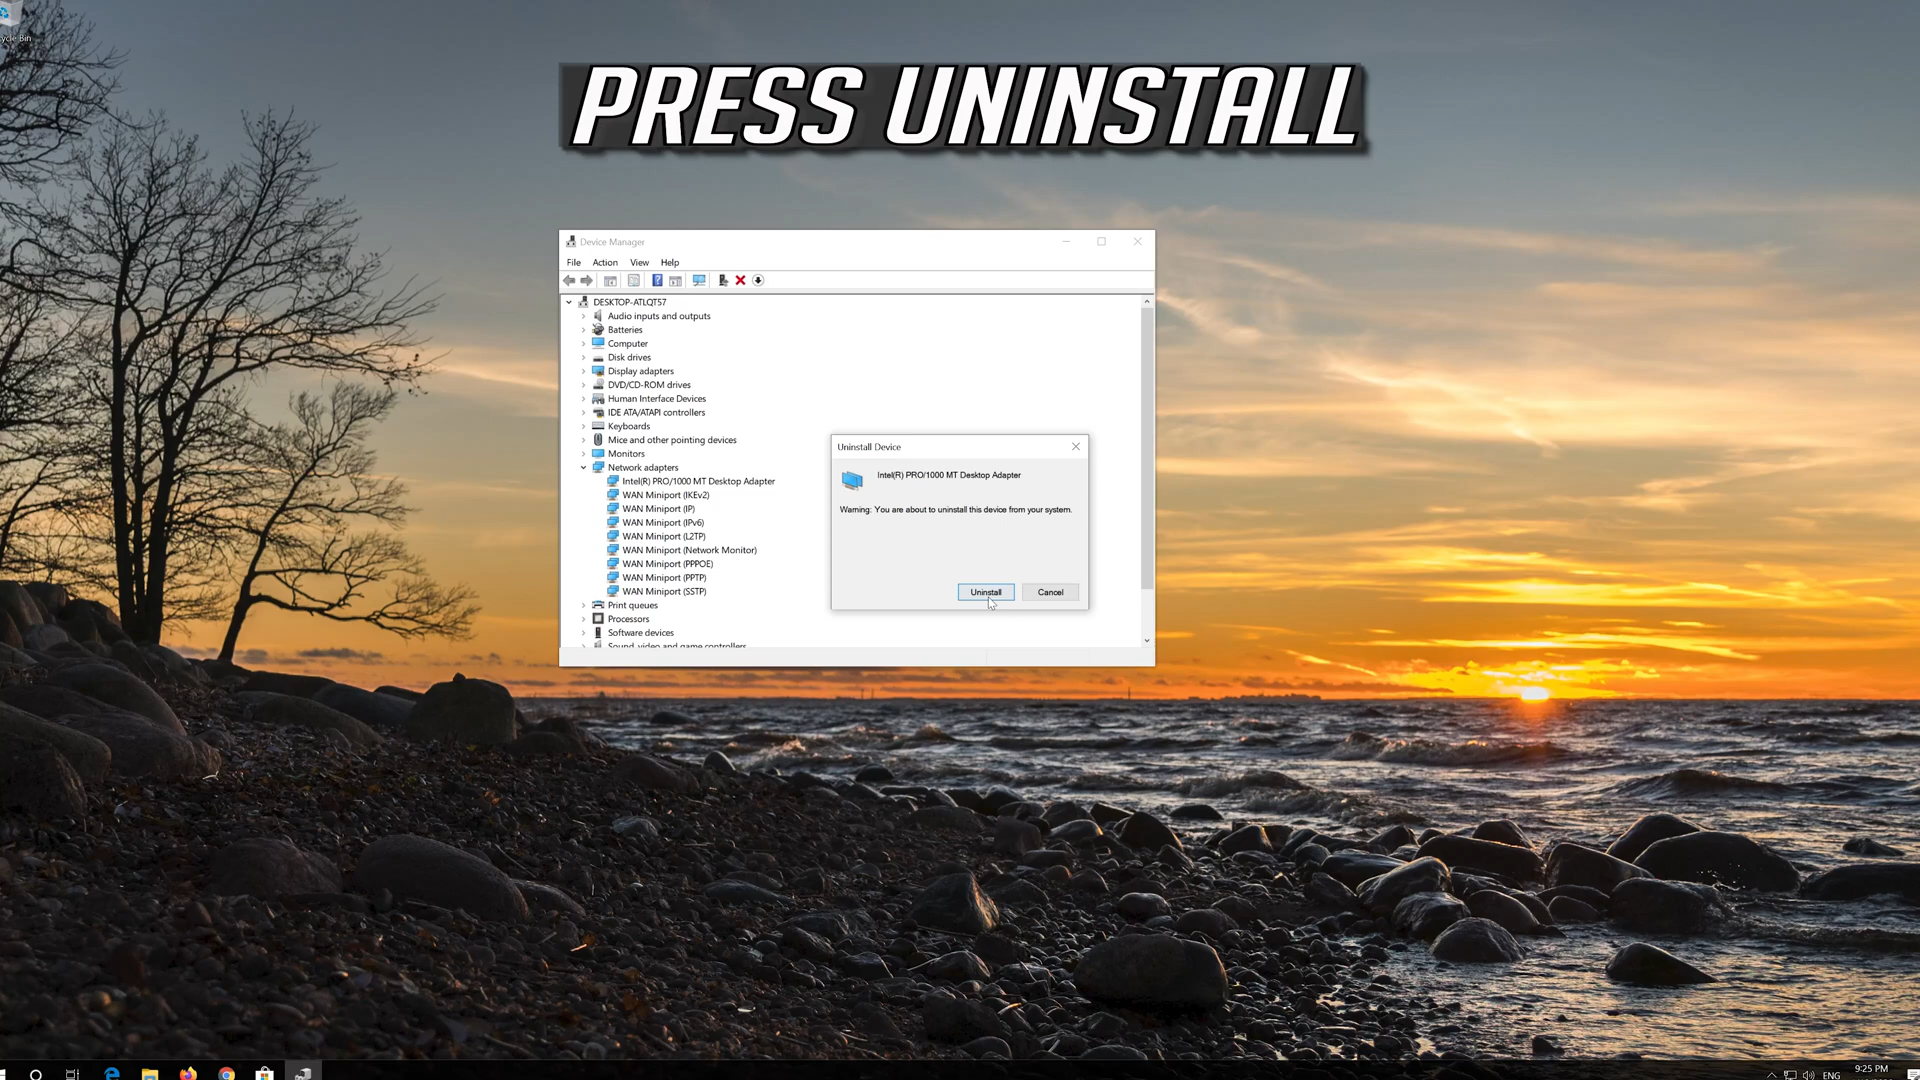 ycle Bin
PRESS UNINSTALL
Device Manager
File Action View Help
DESKTOP-ATLQT57
Audio inputs and outputs
Batteries
Computer
Disk drives
Display adapters
DVD/CD-ROM drives
Human Interface Devices
IDE ATA/ATAPI controllers
Keyboards
Mice and other pointing devices
Monitors
Network adapters
Intel(R) PRO/1000 MT Desktop Adapter
WAN Miniport (IKEv2)
WAN Miniport (IP)
WAN Miniport (IPv6)
WAN Miniport (L2TP)
WAN Miniport (Network Monitor)
WAN Miniport (PPPOE)
WAN Miniport (PPTP)
WAN Miniport (SSTP)
Print queues
Processors
Software devices
Sound, video and game controllers
Uninstall Device
Intel(R) PRO/1000 MT Desktop Adapter
Warning: You are about to uninstall this device from your system.
Uninstall Cancel
ENG
9:25 PM